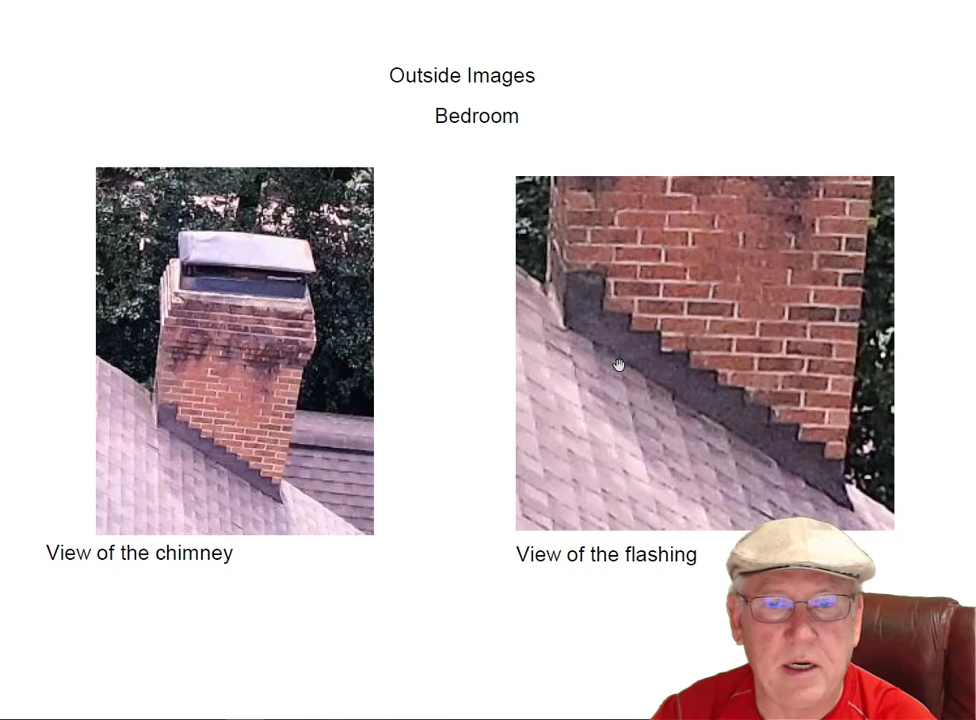 Outside Images
Bedroom
View of the chimney
View of the flashing